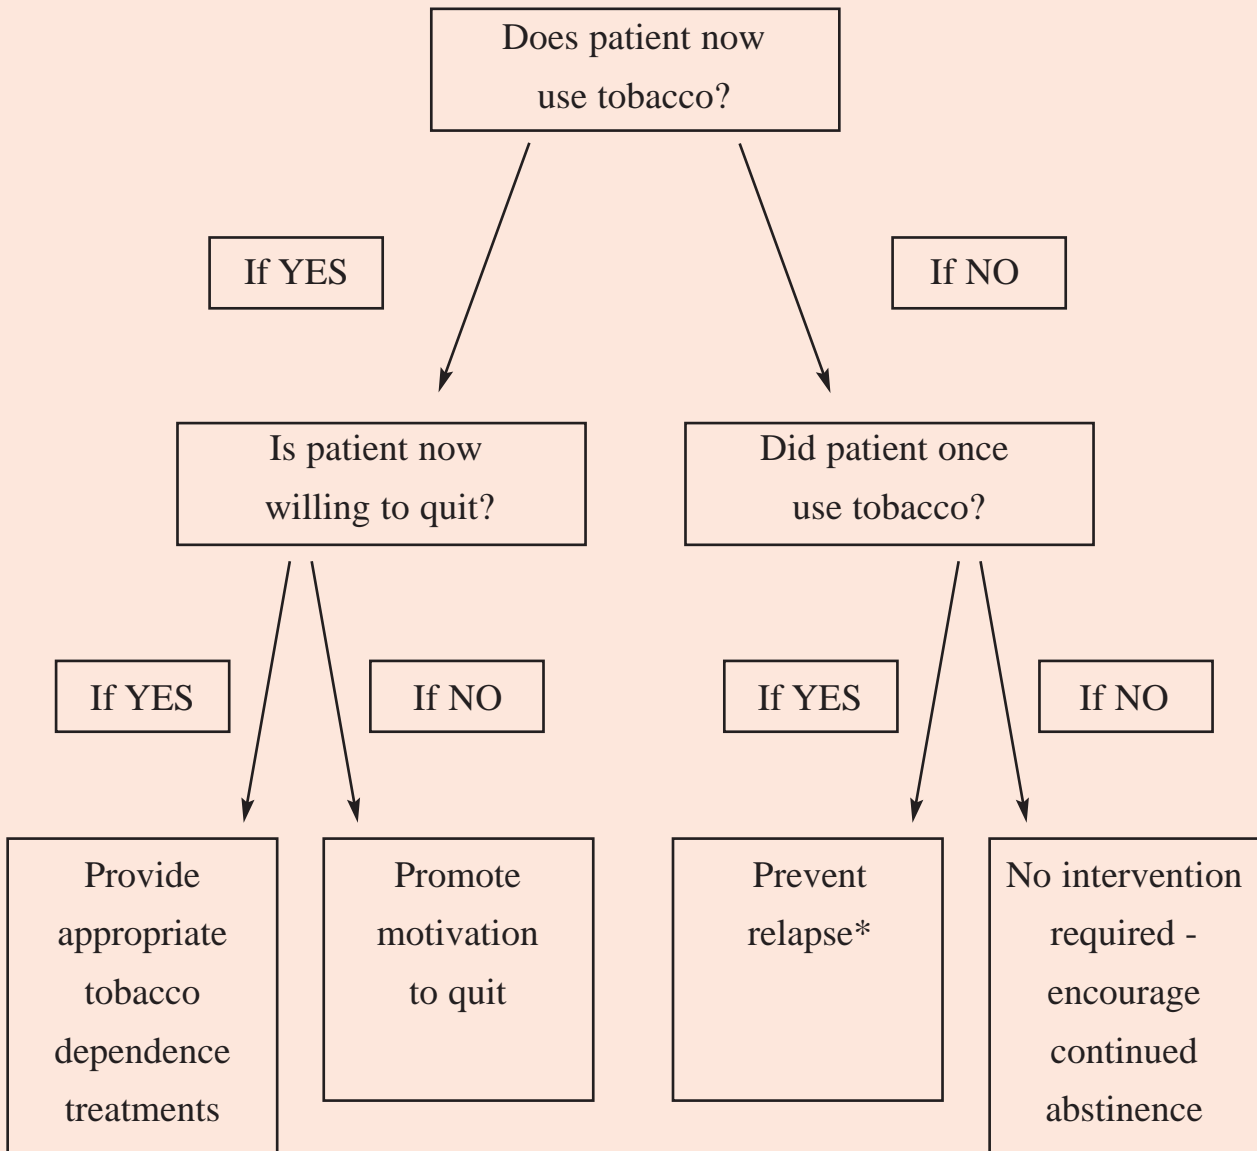 Does patient now
use tobacco?
If YES
If NO
Is patient now
willing to quit?
Did patient once
use tobacco?
If YES
If NO
If YES
If NO
Provide
appropriate
tobacco
dependence
treatments
Promote
motivation
to quit
Prevent
relapse*
No intervention
required -
encourage
continued
abstinence